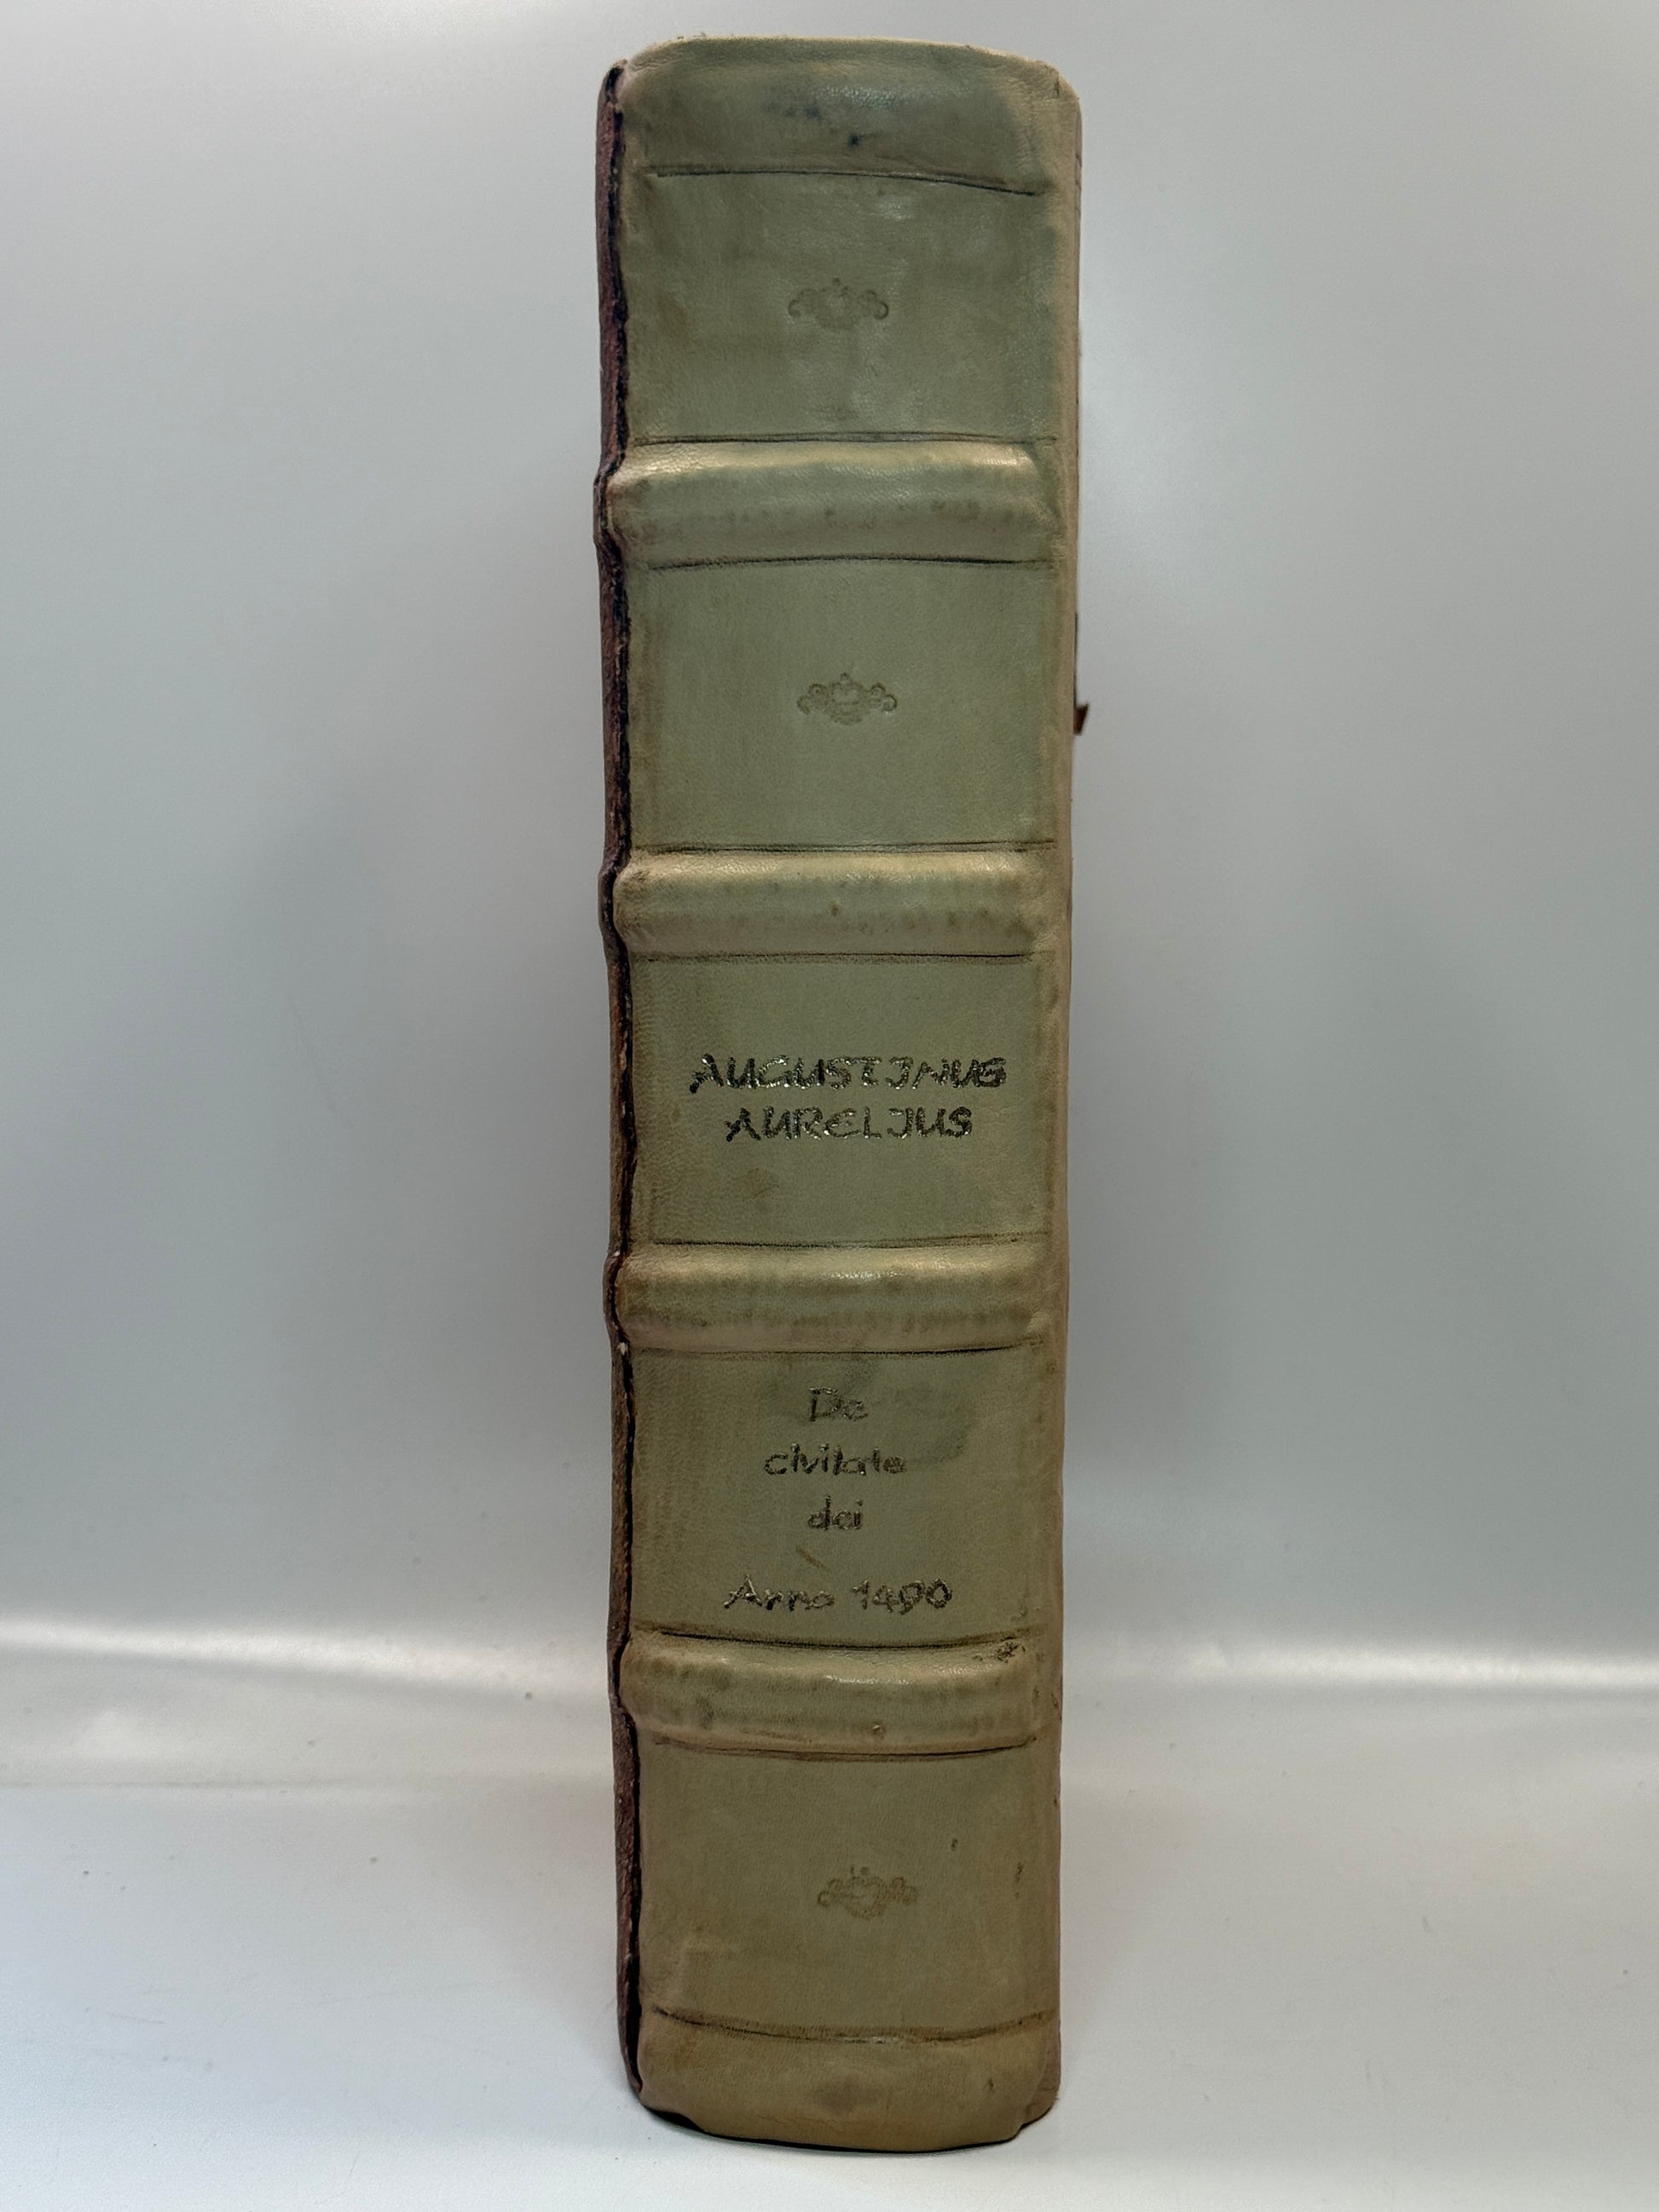 AUGUSTINUS
AURELIUS
De
civitate
dei
Anno 1490